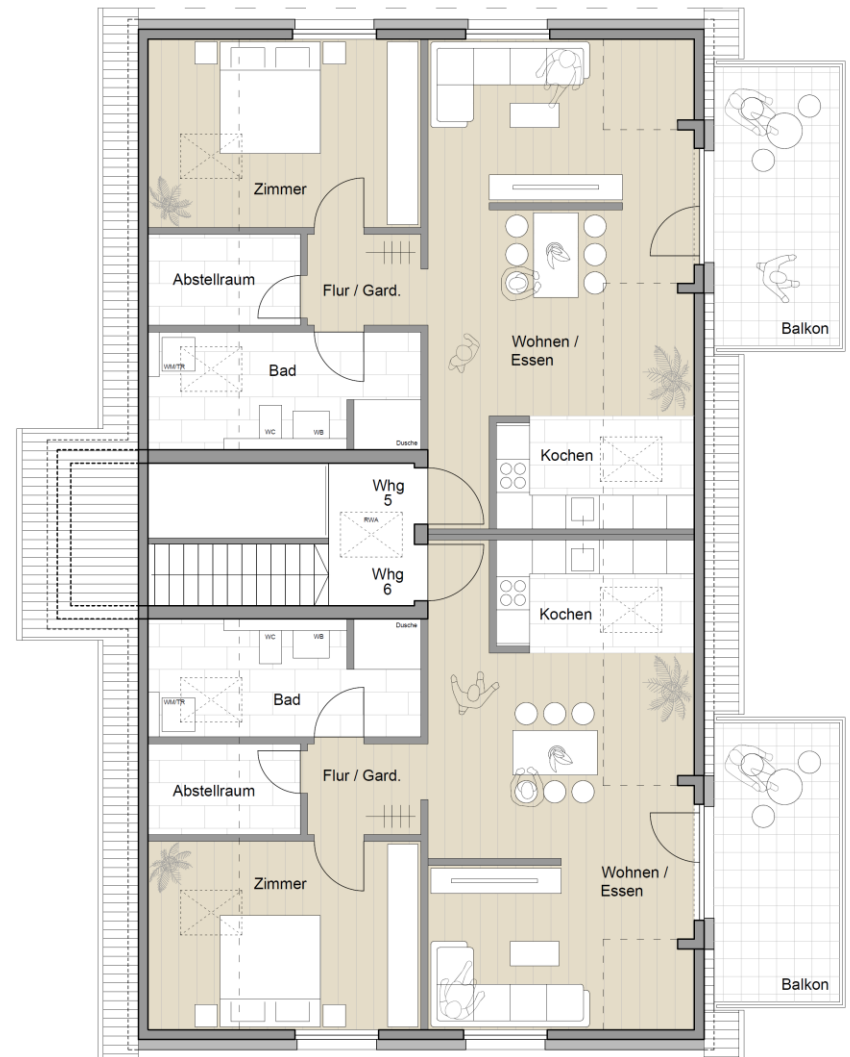 Zimmer
Abstellraum
Flur / Gard.
Balkon
Wohnen /
Essen
WM/TR
Bad
WC
WB
Dusche
Kochen
Whg
5
RWA
Whg
6
Dusche
WC
WB
Kochen
WM/TR
Bad
Flur / Gard.
Abstellraum
Zimmer
Wohnen /
Essen
Balkon